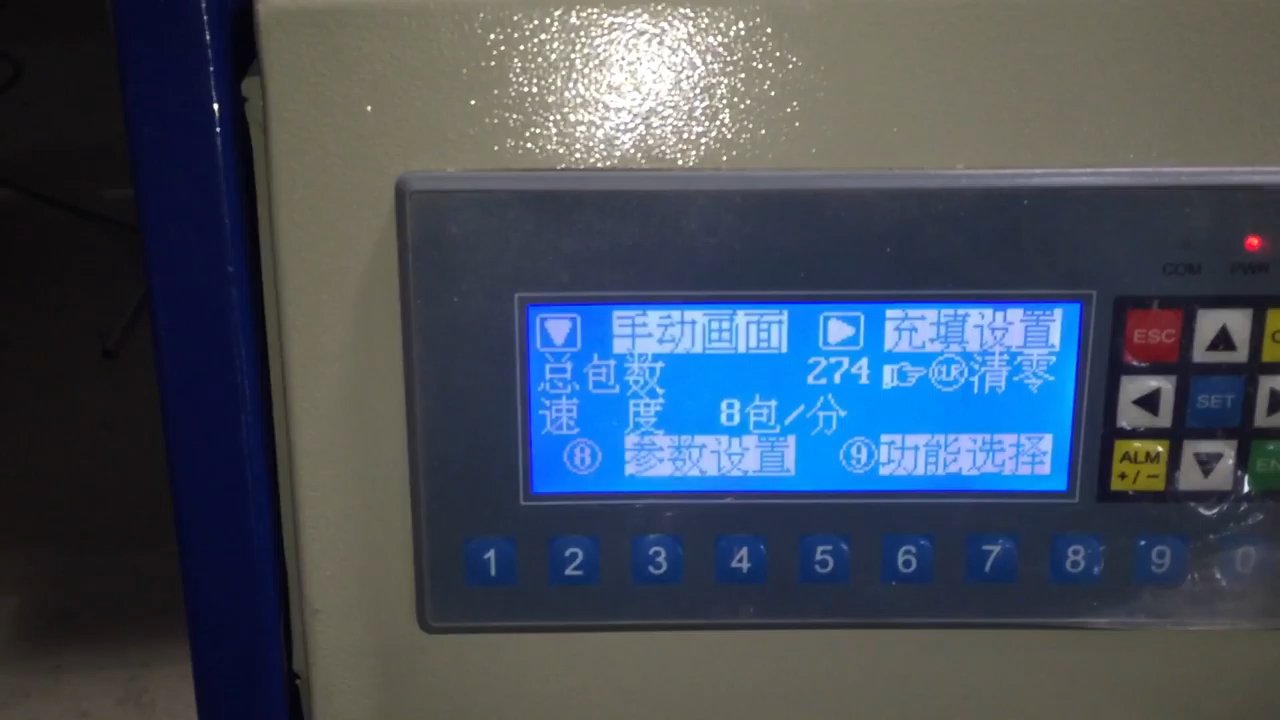 COM PWR
▼ 手动画面 ▶ 充填设置
总包数 274 ☞ CLR 清零
速 度 8包/分
⑧ 参数设置 ⑨功能选择
ESC ▲
◀ SET
ALM +/- ▼
1 2 3 4 5 6 7 8 9 0